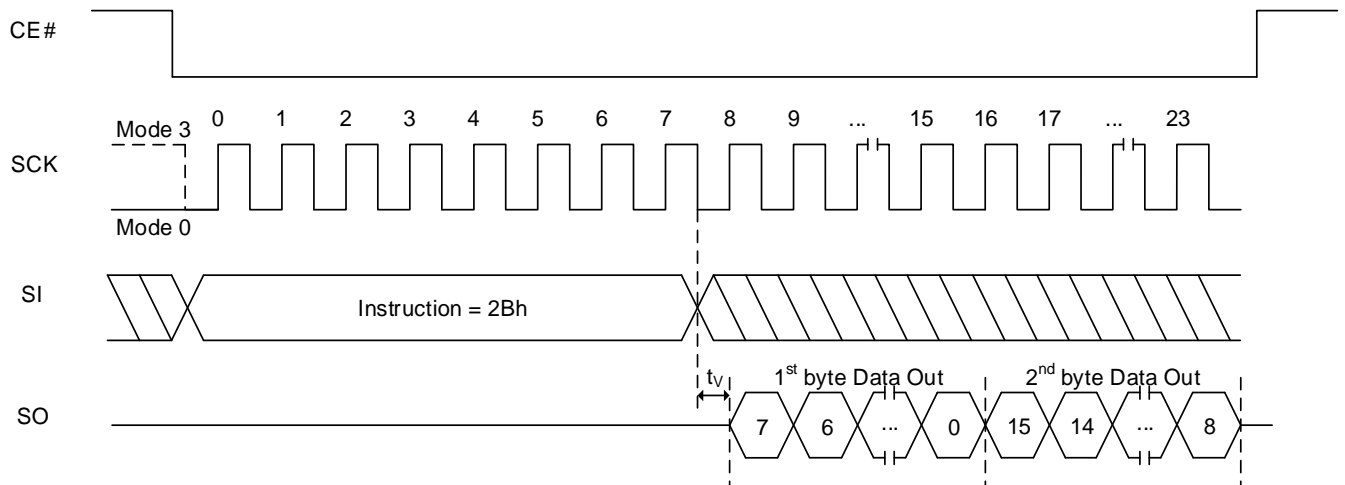 CE#
0 1 2 3 4 5 6 7 8 9 ... 15 16 17 ... 23
Mode 3
SCK
Mode 0
SI
Instruction = 2Bh
tV
1st byte Data Out
2nd byte Data Out
SO
7 6 ... 0 15 14 ... 8